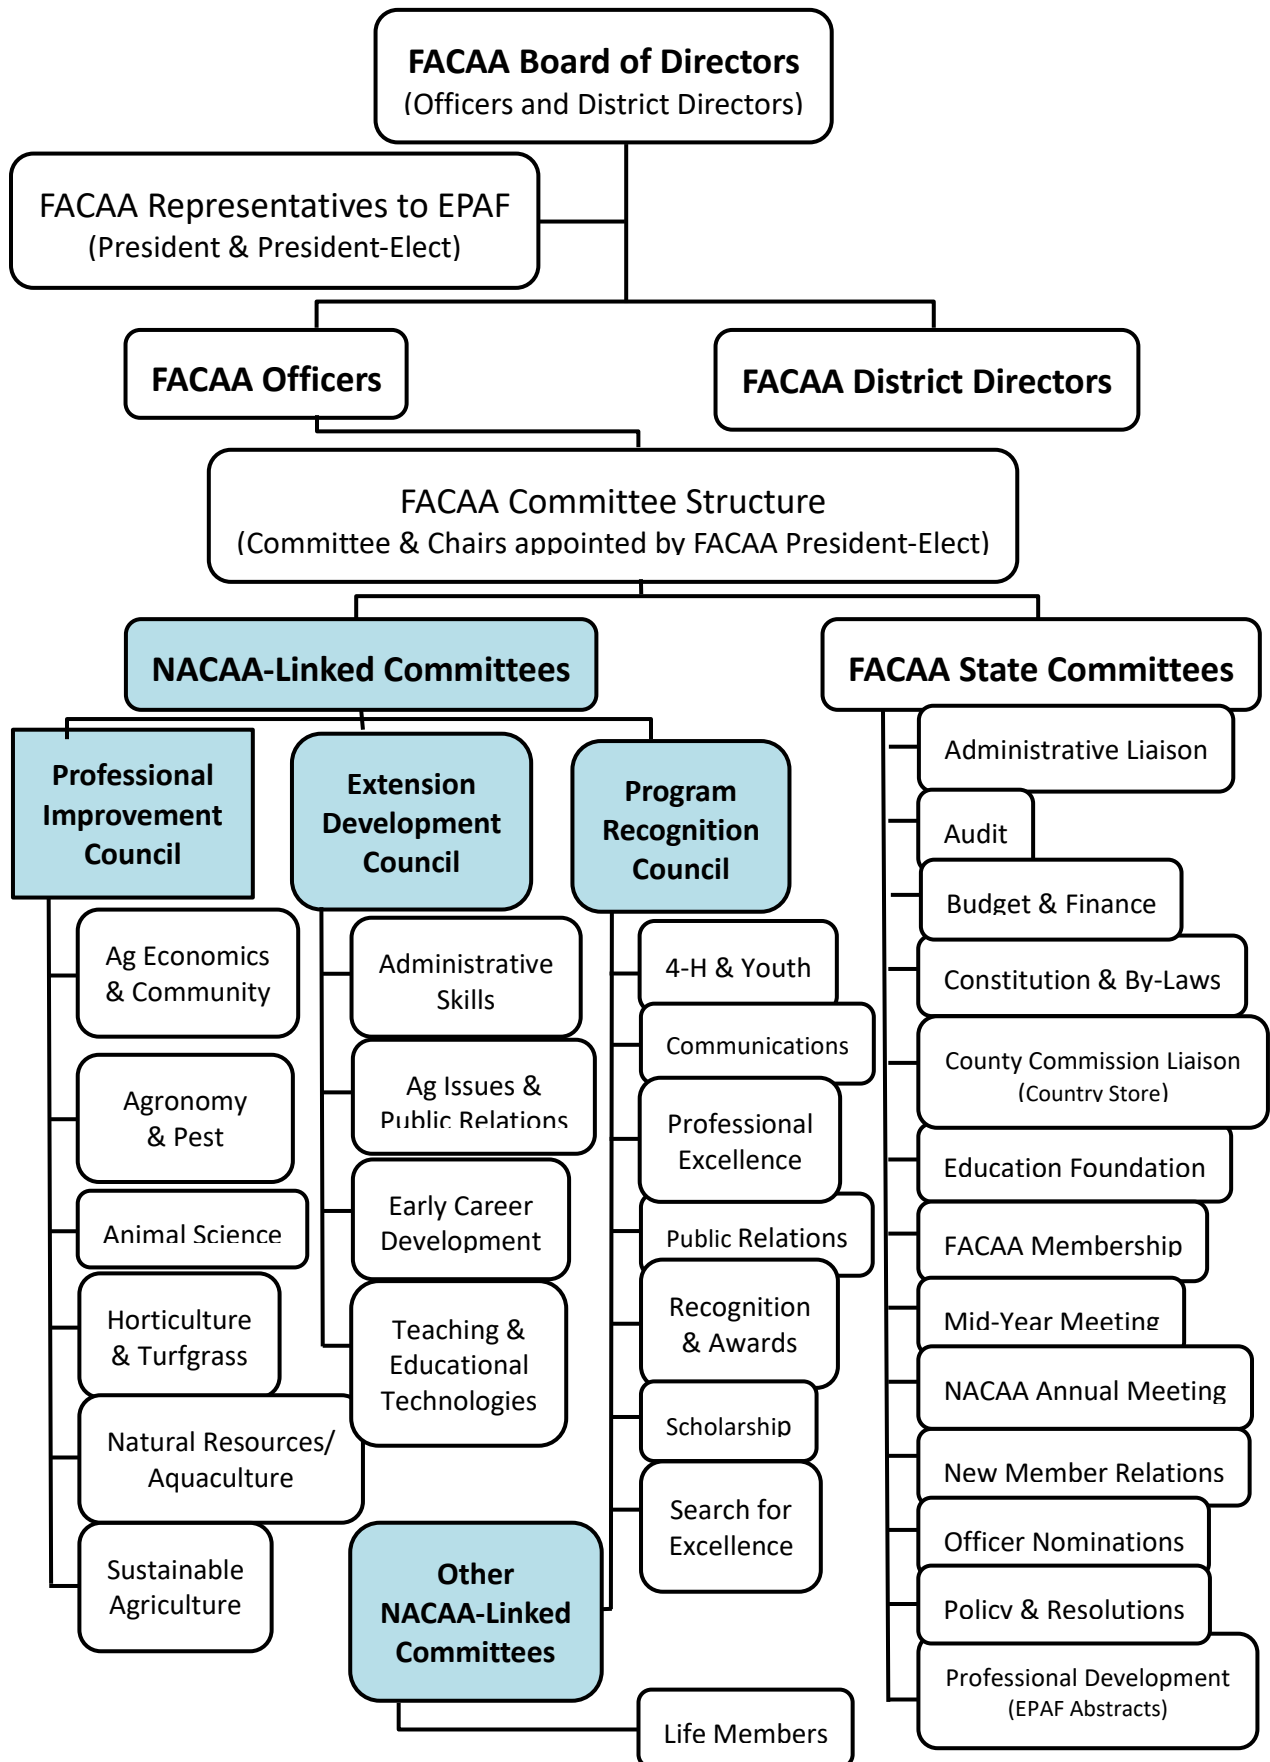 FACAA Board of Directors
(Officers and District Directors)
FACAA Representatives to EPAF
(President & President-Elect)
FACAA Officers
FACAA District Directors
FACAA Committee Structure
(Committee & Chairs appointed by FACAA President-Elect)
NACAA-Linked Committees
FACAA State Committees
Professional
Improvement
Council
Ag Economics
& Community
Agronomy
& Pest
Animal Science
Horticulture
& Turfgrass
Natural Resources/
Aquaculture
Sustainable
Agriculture
Extension
Development
Council
Administrative
Skills
Ag Issues &
Public Relations
Early Career
Development
Teaching &
Educational
Technologies
Program
Recognition
Council
4-H & Youth
Communications
Professional
Excellence
Public Relations
Recognition
& Awards
Scholarship
Search for
Excellence
Other
NACAA-Linked
Committees
Life Members
Administrative Liaison
Audit
Budget & Finance
Constitution & By-Laws
County Commission Liaison
(Country Store)
Education Foundation
FACAA Membership
Mid-Year Meeting
NACAA Annual Meeting
New Member Relations
Officer Nominations
Policy & Resolutions
Professional Development
(EPAF Abstracts)